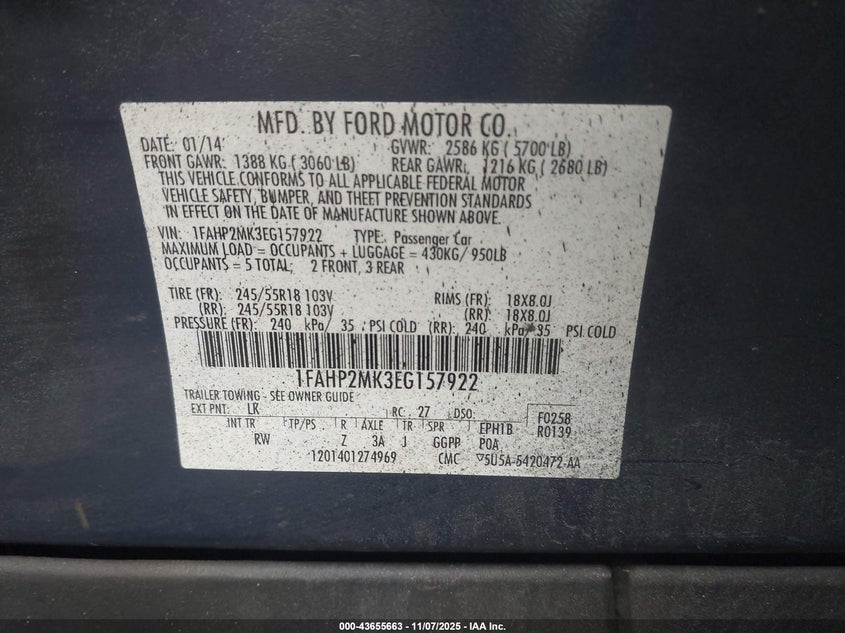 MFD. BY FORD MOTOR CO.
DATE: 01/14 GVWR: 2586 KG ( 5700 LB)
FRONT GAWR: 1388 KG ( 3060 LB) REAR GAWR: 1216 KG ( 2680 LB)
THIS VEHICLE CONFORMS TO ALL APPLICABLE FEDERAL MOTOR
VEHICLE SAFETY, BUMPER, AND THEFT PREVENTION STANDARDS
IN EFFECT ON THE DATE OF MANUFACTURE SHOWN ABOVE.
VIN: 1FAHP2MK3EG157922 TYPE: Passenger Car
MAXIMUM LOAD = OCCUPANTS + LUGGAGE = 430KG/ 950LB
OCCUPANTS = 5 TOTAL; 2 FRONT, 3 REAR
TIRE (FR): 245/55R18 103V RIMS (FR): 18X8.0J
(RR): 245/55R18 103V (RR): 18X8.0J
PRESSURE (FR): 240 kPa/ 35 PSI COLD (RR): 240 kPa/ 35 PSI COLD
1FAHP2MK3EG157922
TRAILER TOWING - SEE OWNER GUIDE
EXT PNT: LK RC: 27 DSO: F0258
INT TR TP/PS R AXLE TR SPR EPH1B R0139
RW Z 3A J GGPP P0A
1201401274969 CMC ▽5U5A-5420472-AA
000-43655663 - 11/07/2025 - IAA Inc.